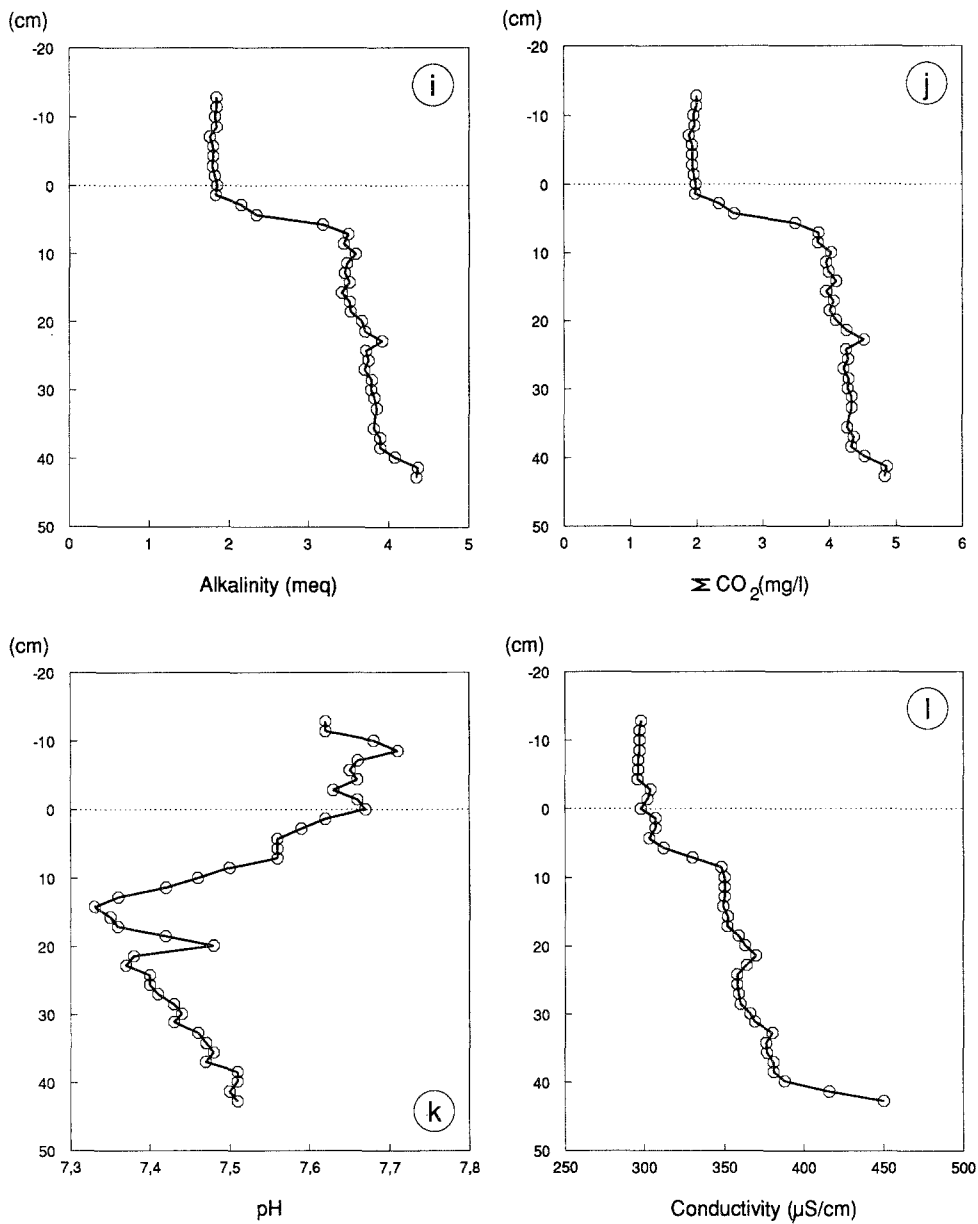 (cm)
-20
-10
0
10
20
30
40
50
0 1 2 3 4 5
Alkalinity (meq)
i
(cm)
-20
-10
0
10
20
30
40
50
0 1 2 3 4 5 6
Σ CO2(mg/l)
j
(cm)
-20
-10
0
10
20
30
40
50
7,3 7,4 7,5 7,6 7,7 7,8
pH
k
(cm)
-20
-10
0
10
20
30
40
50
250 300 350 400 450 500
Conductivity (µS/cm)
l